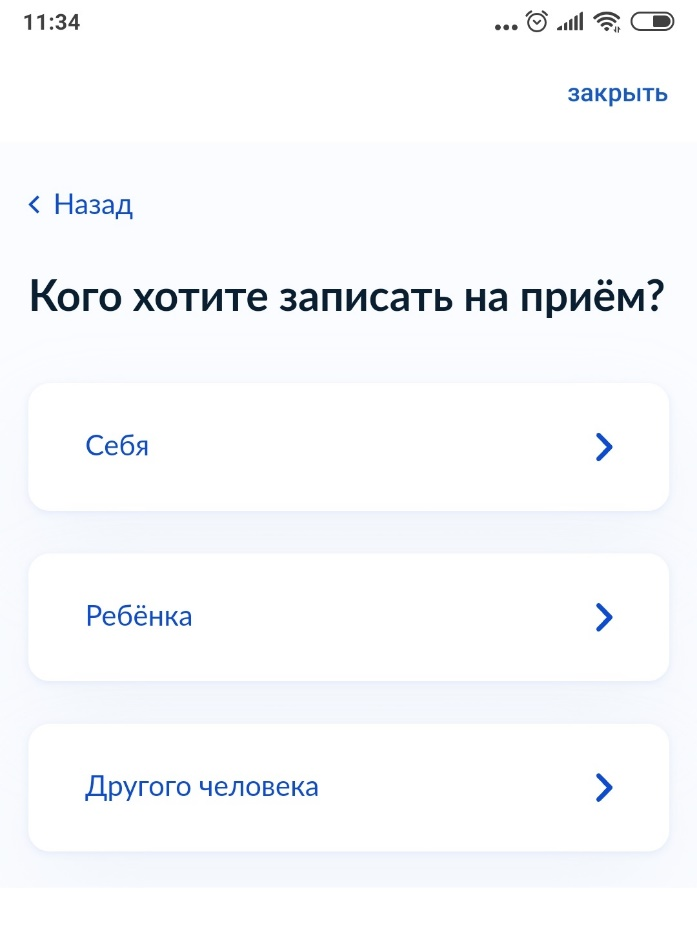 11:34
закрыть
Назад
Кого хотите записать на приём?
Себя
Ребёнка
Другого человека